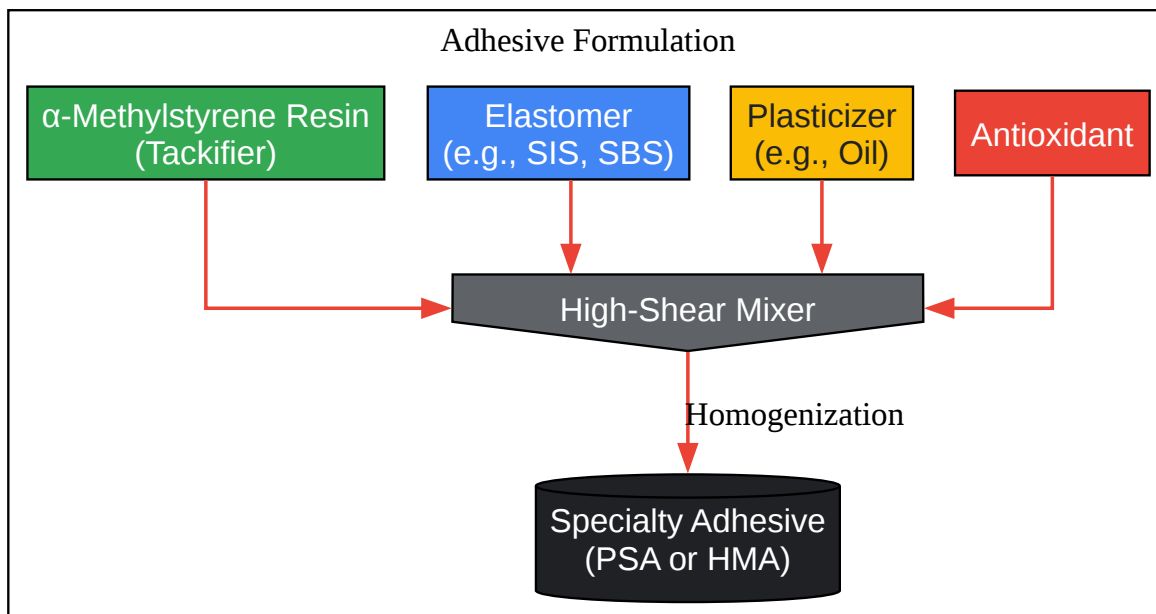 Adhesive Formulation
α-Methylstyrene Resin
(Tackifier)
Elastomer
(e.g., SIS, SBS)
Plasticizer
(e.g., Oil)
Antioxidant
High-Shear Mixer
Homogenization
Specialty Adhesive
(PSA or HMA)